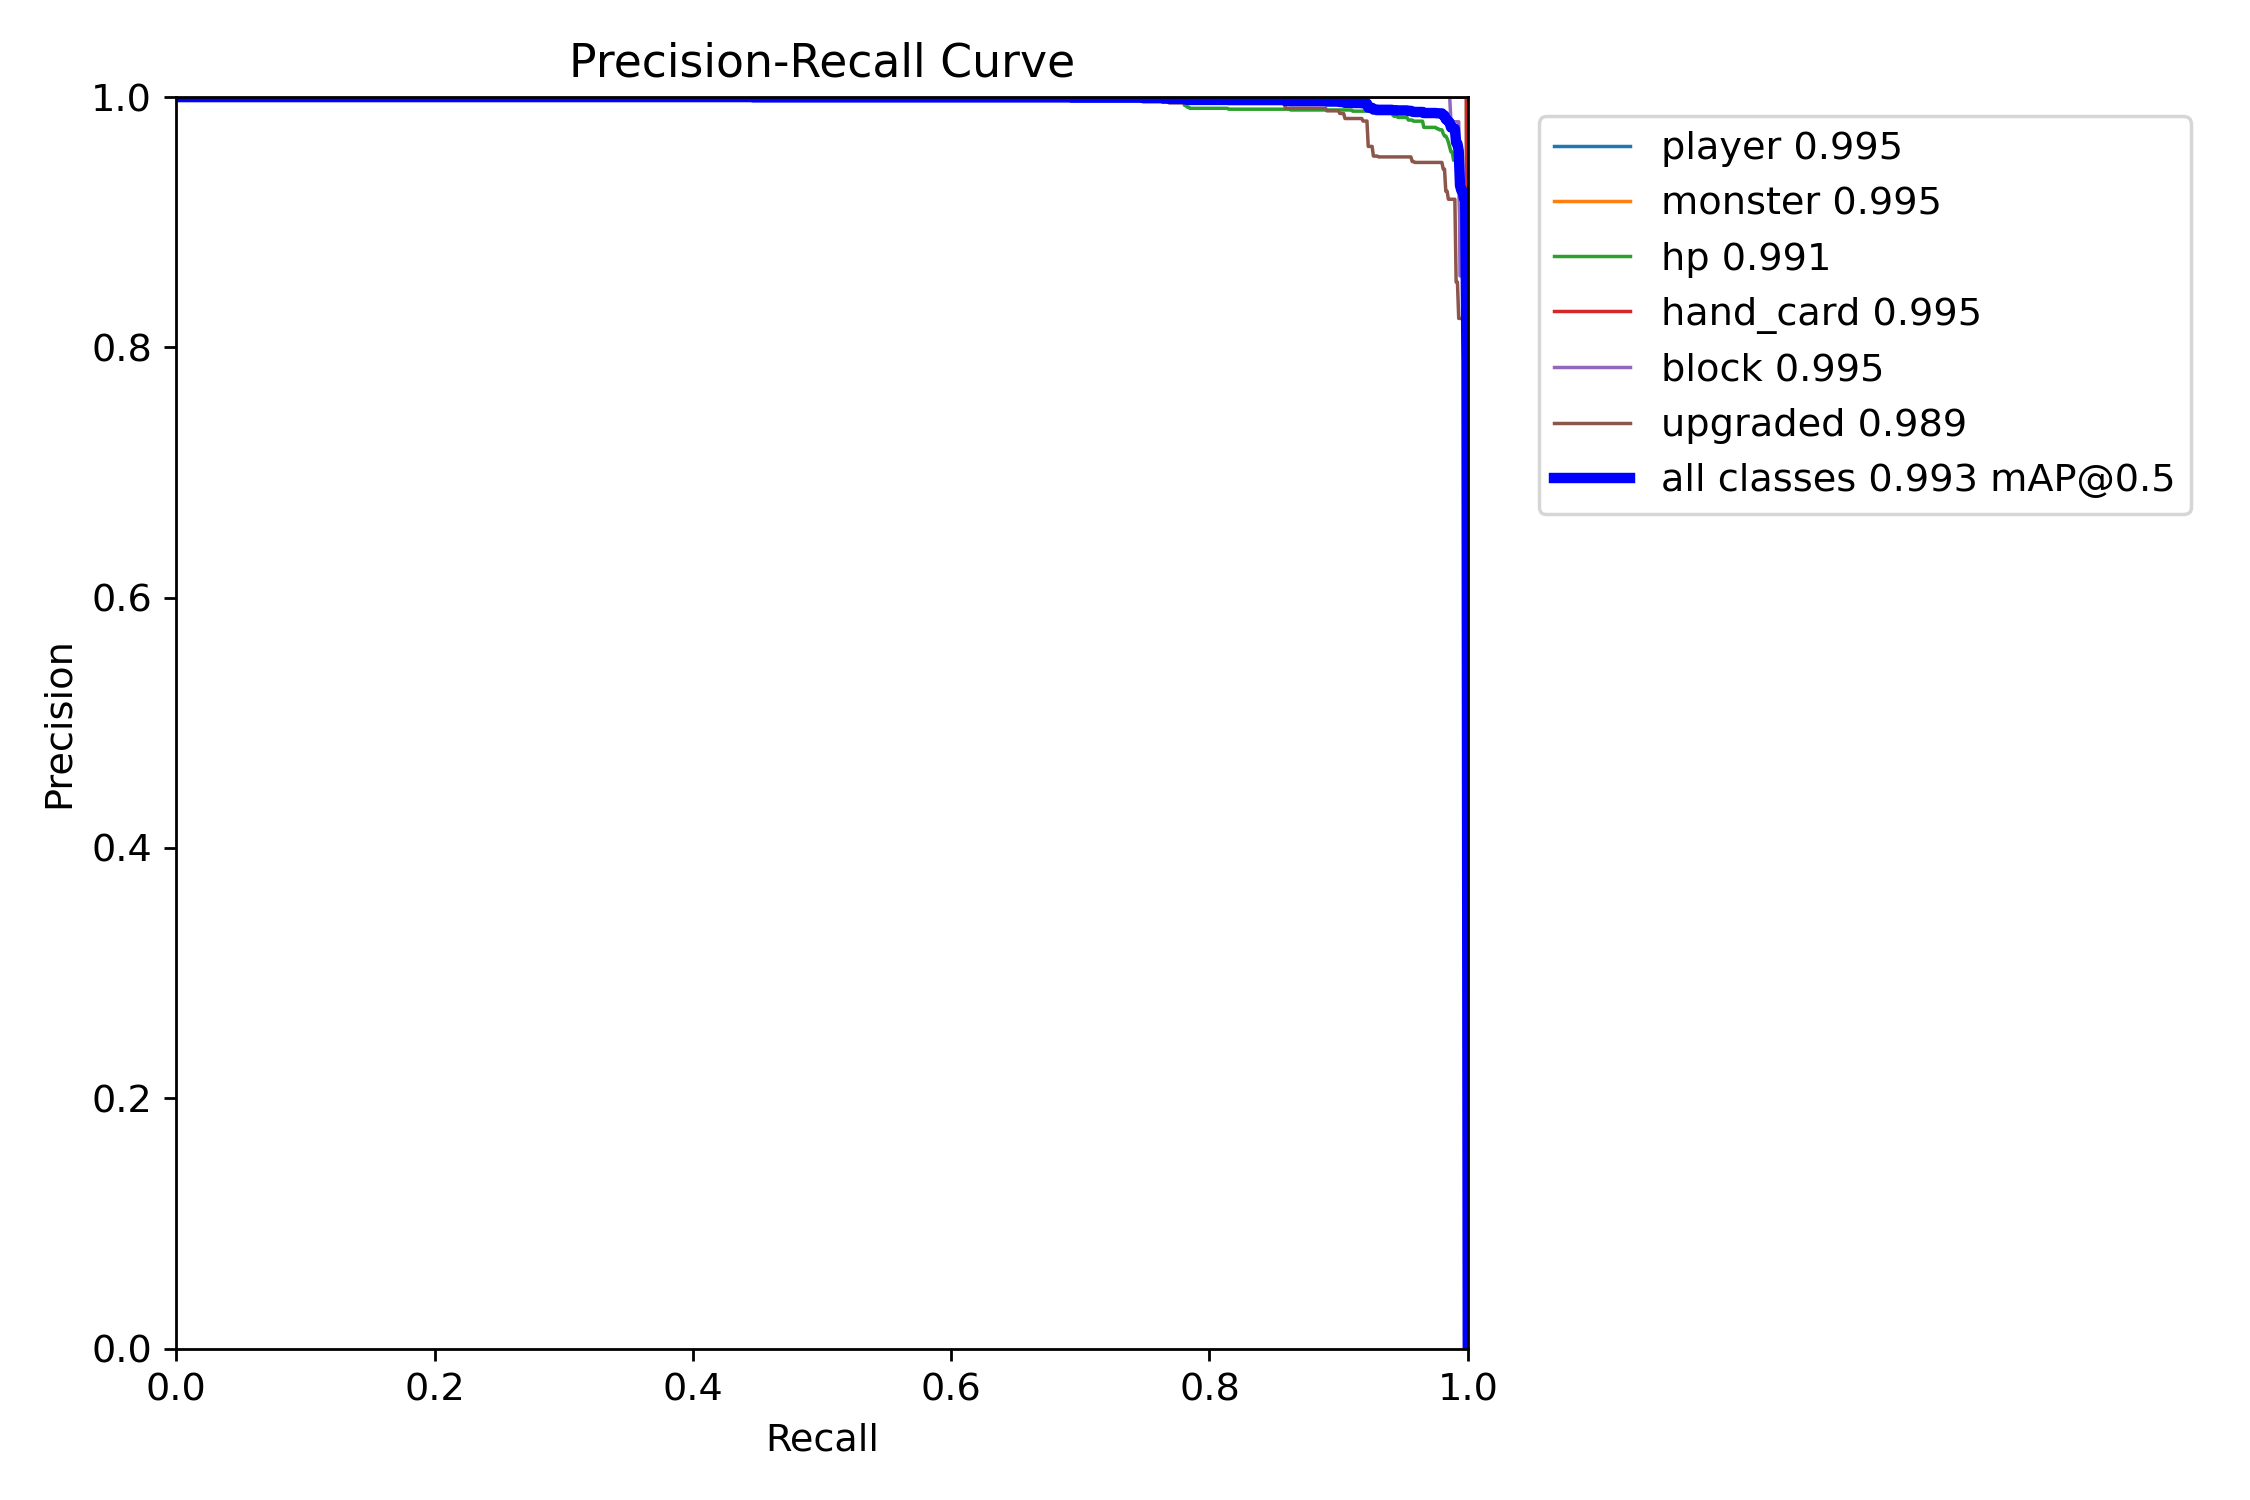 Precision-Recall Curve
1.0
0.8
0.6
0.4
0.2
0.0
Precision
0.0 0.2 0.4 0.6 0.8 1.0
Recall
player 0.995
monster 0.995
hp 0.991
hand_card 0.995
block 0.995
upgraded 0.989
all classes 0.993 mAP@0.5